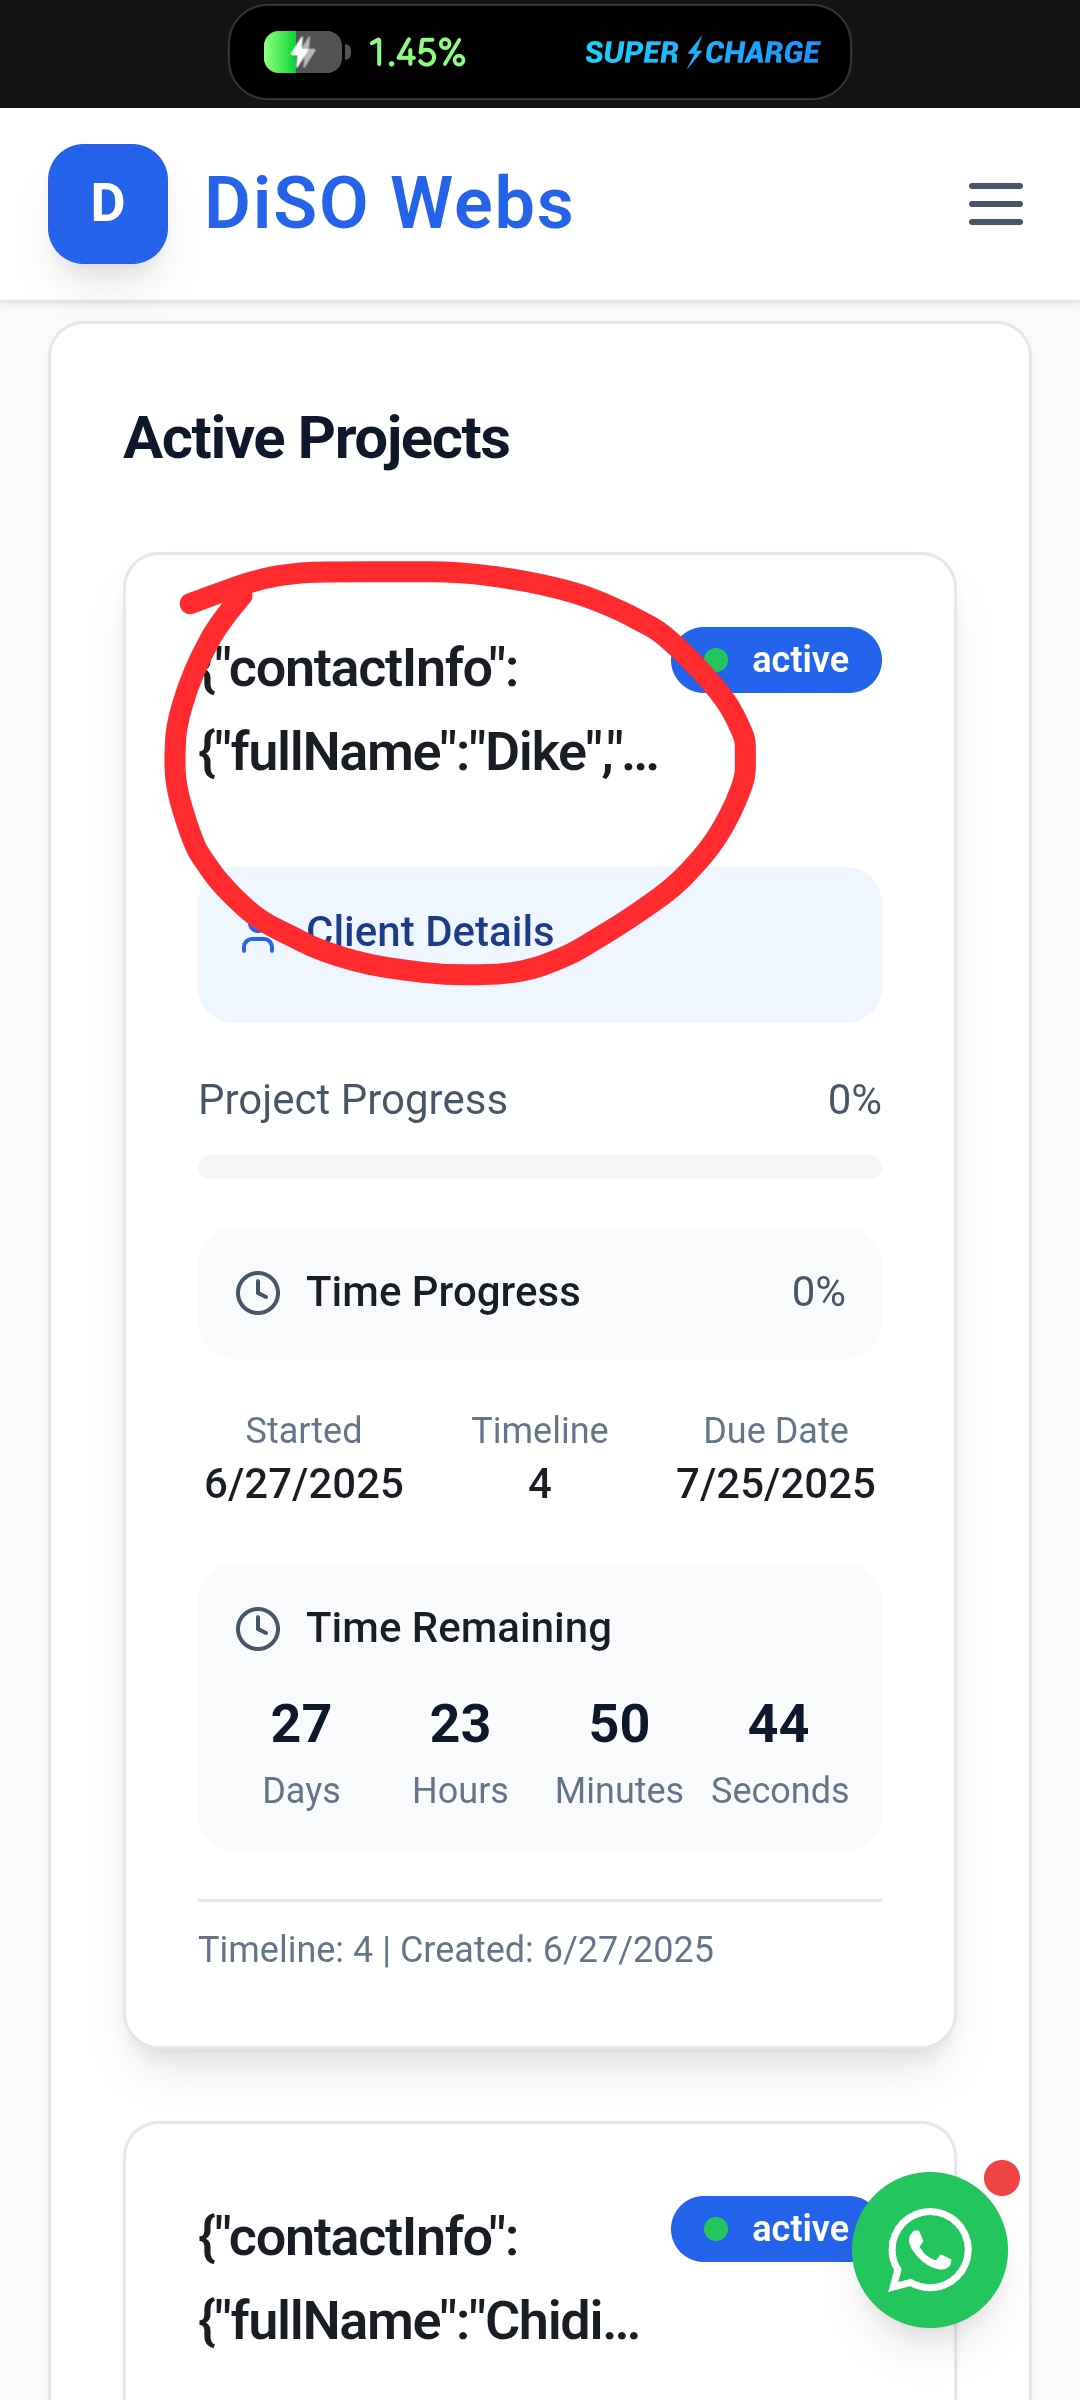 1.45% SUPER CHARGE
D DiSO Webs
Active Projects
{"contactInfo": active
{"fullName":"Dike","...
Client Details
Project Progress 0%
Time Progress 0%
Started Timeline Due Date
6/27/2025 4 7/25/2025
Time Remaining
27 23 50 44
Days Hours Minutes Seconds
Timeline: 4 | Created: 6/27/2025
{"contactInfo": active
{"fullName":"Chidi...